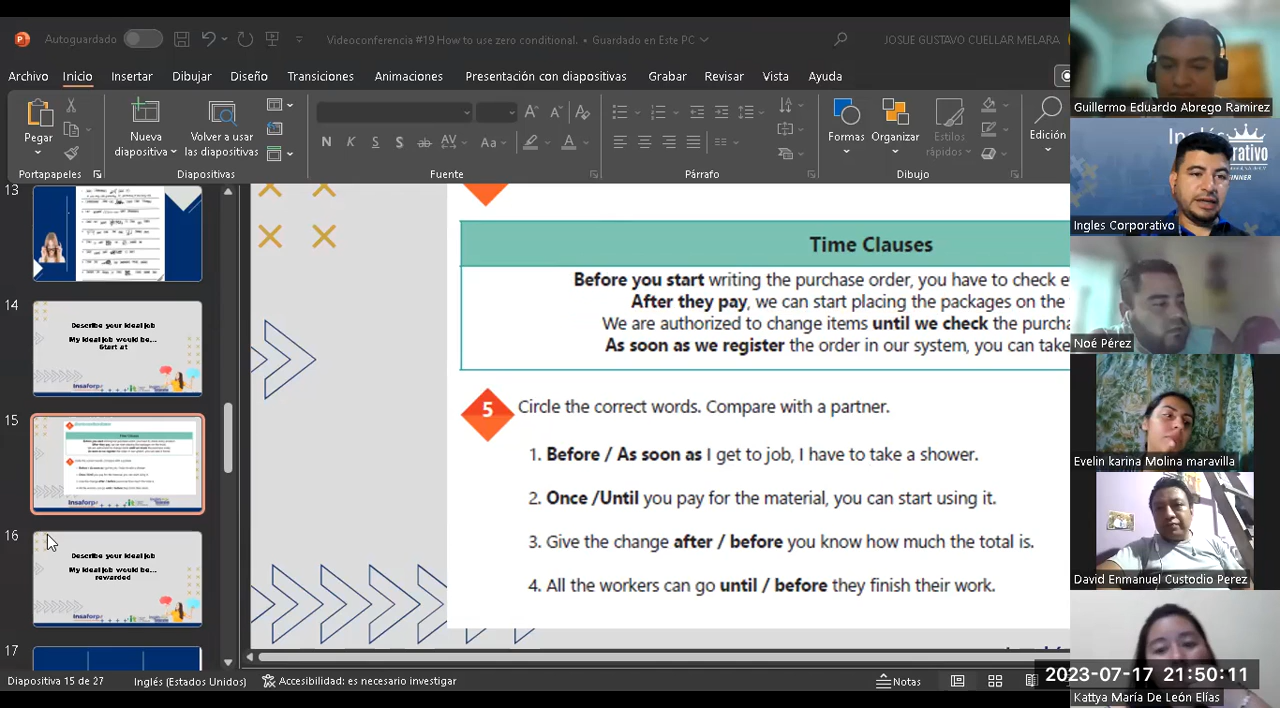 Autoguardado
Videoconferencia #19 How to use zero conditional. • Guardado en Este PC
JOSUE GUSTAVO CUELLAR MELARA
Archivo Inicio Insertar Dibujar Diseño Transiciones Animaciones Presentación con diapositivas Grabar Revisar Vista Ayuda
Pegar
Nueva diapositiva
Volver a usar las diapositivas
Formas
Organizar
Estilos rápidos
Edición
Portapapeles
Diapositivas
Fuente
Párrafo
Dibujo
13
14
Describe your ideal job
My ideal job would be...
Start at
Insaforp
15
Time Clauses
Insaforp
16
Describe your ideal job
My ideal job would be...
rewarded
Insaforp
17
Time Clauses
Before you start writing the purchase order, you have to check
After they pay, we can start placing the packages on the
We are authorized to change items until we check the
As soon as we register the order in our system, you can take
5
Circle the correct words. Compare with a partner.
1. Before / As soon as I get to job, I have to take a shower.
2. Once /Until you pay for the material, you can start using it.
3. Give the change after / before you know how much the total is.
4. All the workers can go until / before they finish their work.
Diapositiva 15 de 27
Inglés (Estados Unidos)
Accesibilidad: es necesario investigar
Notas
Guillermo Eduardo Abrego Ramirez
Ingles Corporativo
Noé Pérez
Evelin karina Molina maravilla
David Enmanuel Custodio Perez
2023-07-17 21:50:11
Kattya María De León Elías